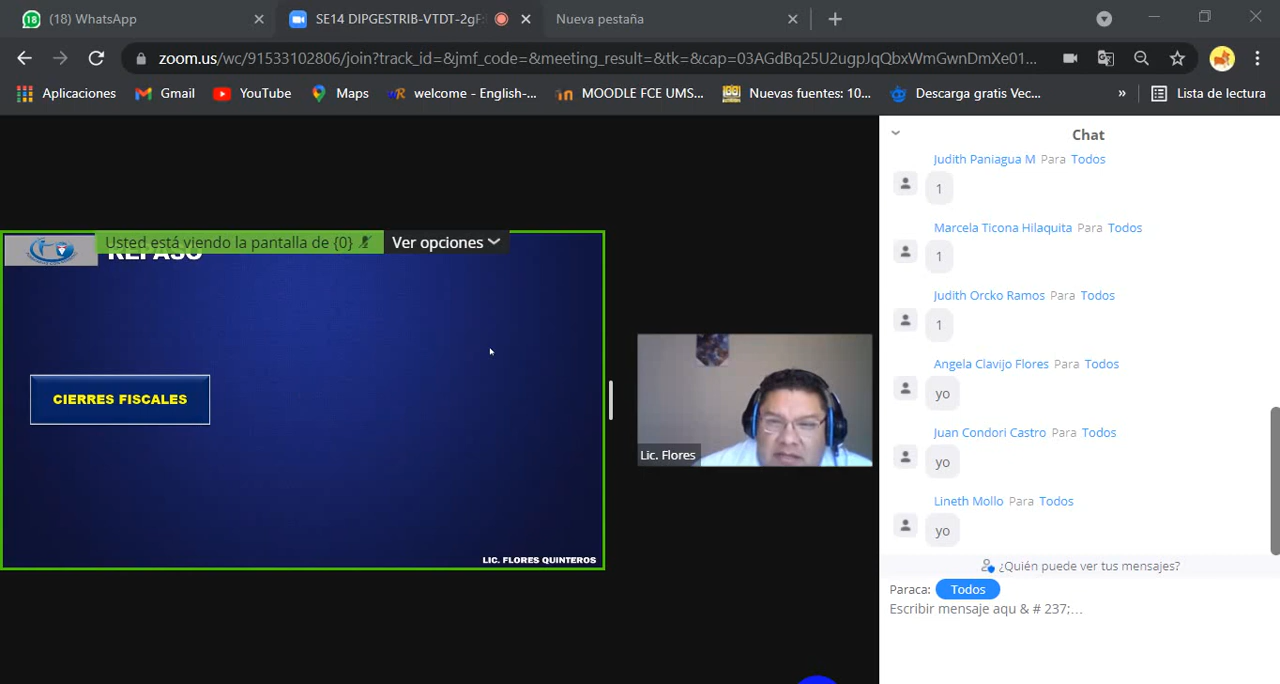 18 (18) WhatsApp
SE14 DIPGESTRIB-VTDT-2gF
Nueva pestaña
zoom.us/wc/91533102806/join?track_id=&jmf_code=&meeting_result=&tk=&cap=03AGdBq25U2ugpJqQbxWmGwnDmXe01...
Aplicaciones
Gmail
YouTube
Maps
welcome - English-...
MOODLE FCE UMS...
Nuevas fuentes: 10...
Descarga gratis Vec...
»
Lista de lectura
Usted está viendo la pantalla de {0}
Ver opciones
REPASO
CIERRES FISCALES
LIC. FLORES QUINTEROS
Lic. Flores
Chat
Judith Paniagua M Para Todos
1
Marcela Ticona Hilaquita Para Todos
1
Judith Orcko Ramos Para Todos
1
Angela Clavijo Flores Para Todos
yo
Juan Condori Castro Para Todos
yo
Lineth Mollo Para Todos
yo
¿Quién puede ver tus mensajes?
Paraca: Todos
Escribir mensaje aqu & # 237;...